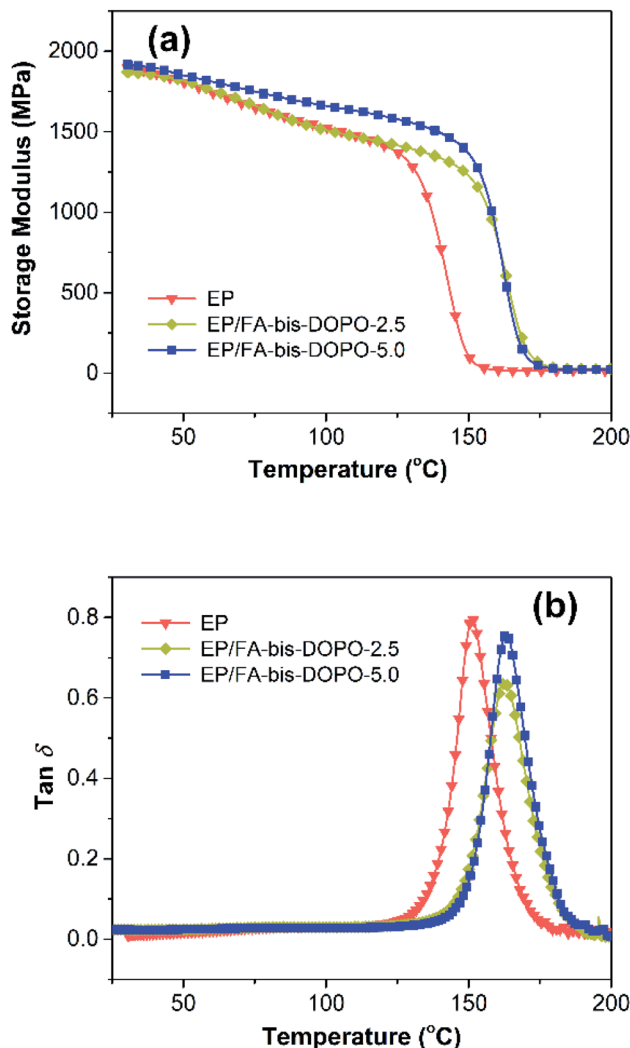 (a)
2000
1500
1000
500
0
Storage Modulus (MPa)
EP
EP/FA-bis-DOPO-2.5
EP/FA-bis-DOPO-5.0
50 100 150 200
Temperature (°C)
(b)
0.8
0.6
0.4
0.2
0.0
Tan δ
EP
EP/FA-bis-DOPO-2.5
EP/FA-bis-DOPO-5.0
50 100 150 200
Temperature (°C)